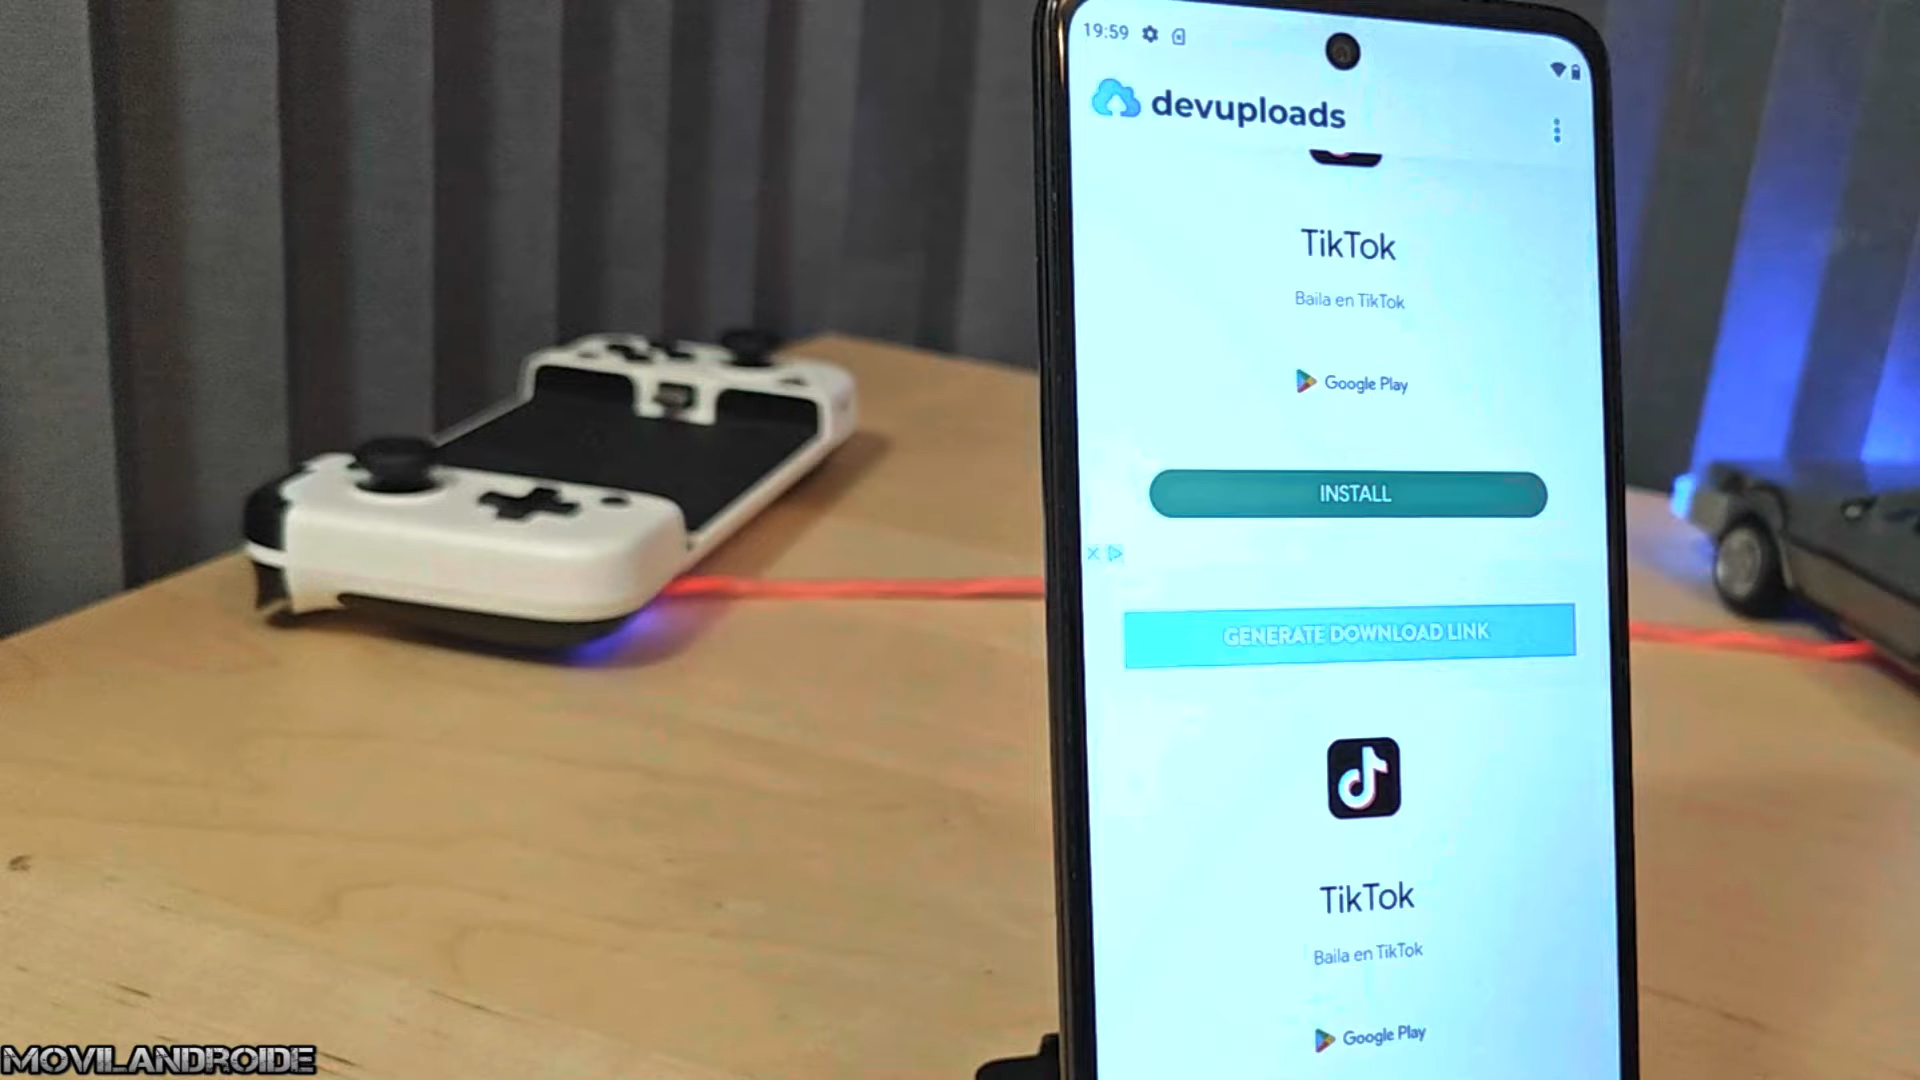 19:59
devuploads
TikTok
Baila en TikTok
Google Play
INSTALL
GENERATE DOWNLOAD LINK
TikTok
Baila en TikTok
Google Play
MOVILANDROIDE